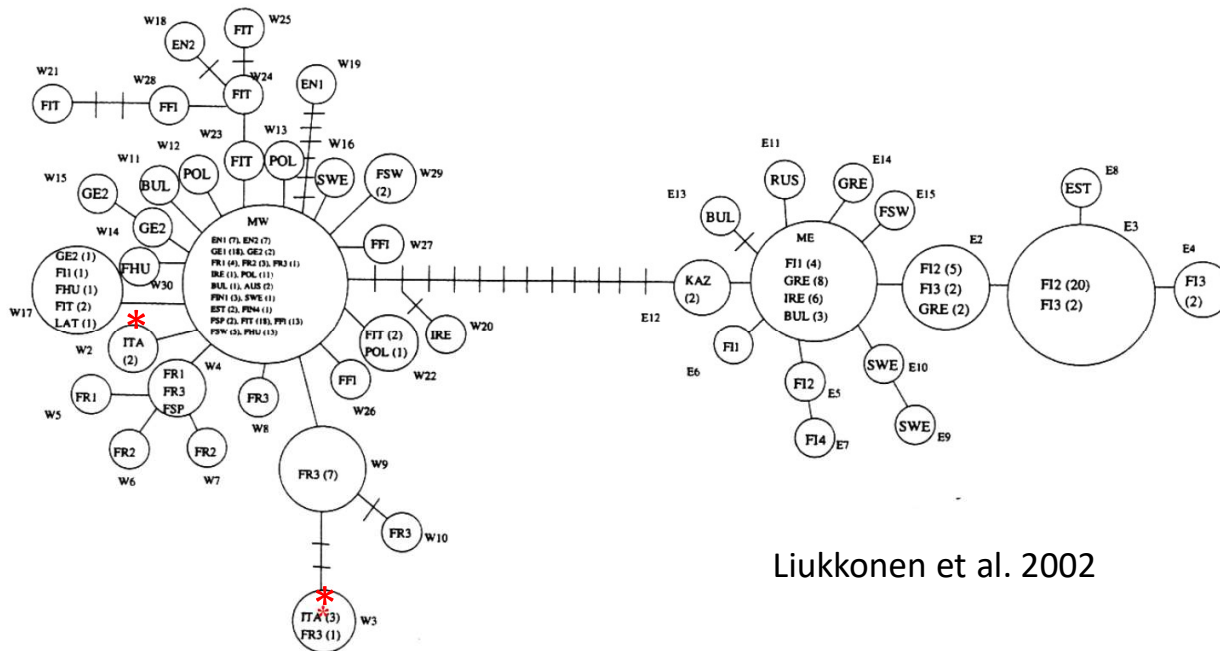 W18
EN2
FIT
W25
W21
FIT
W28
FFI
W24
FIT
EN1
W19
W23
FIT
W13
POL
W12
POL
W11
BUL
W16
SWE
FSW
(2)
W29
W15
GE2
W14
GE2
FHU
W30
GE2 (1)
FI1 (1)
FHU (1)
FIT (2)
LAT (1)
W17
MW
EN1 (7), EN2 (7)
GE1 (18), GE2 (2)
FR1 (4), FR2 (3), FR3 (1)
IRE (1), POL (11)
BUL (1), AUS (2)
FIN1 (3), SWE (1)
EST (2), FIN4 (1)
FSP (2), FIT (18), FFI (13)
FSW (5), FHU (13)
FFI
W27
*
W2
ITA
(2)
W4
FR1
FR3
FSP
W5
FR1
FR2
W6
FR2
W7
FR3
W8
FFI
W26
FIT (2)
POL (1)
W22
IRE
W20
FR3 (7)
W9
FR3
W10
*
*
ITA (3)
FR3 (1)
W3
KAZ
(2)
E12
E13
BUL
E11
RUS
E14
GRE
E15
FSW
ME
FI1 (4)
GRE (8)
IRE (6)
BUL (3)
E2
FI2 (5)
FI3 (2)
GRE (2)
E8
EST
E3
FI2 (20)
FI3 (2)
E4
FI3
(2)
FI1
E6
FI2
E5
FI4
E7
SWE
E10
SWE
E9
Liukkonen et al. 2002